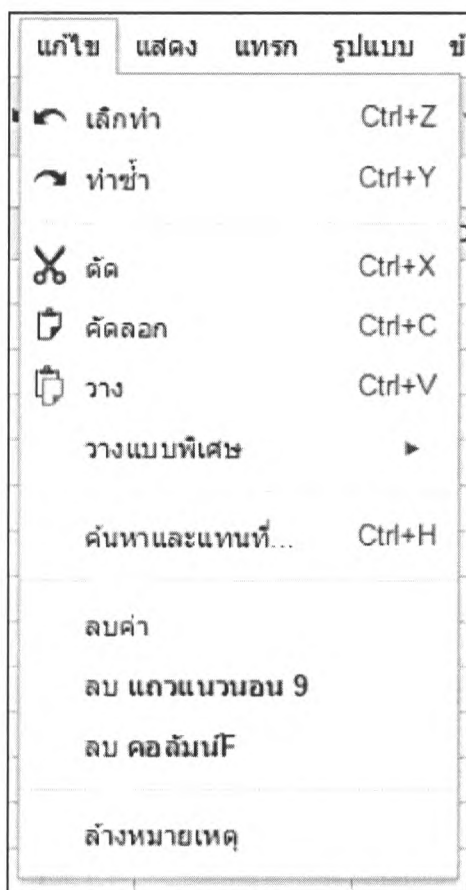 แก้ไข แสดง แทรก รูปแบบ
เลิกทำ Ctrl+Z
ทำซ้ำ Ctrl+Y
ตัด Ctrl+X
คัดลอก Ctrl+C
วาง Ctrl+V
วางแบบพิเศษ
ค้นหาและแทนที่... Ctrl+H
ลบค่า
ลบ แถวแนวนอน 9
ลบ คอลัมน์F
ล้างหมายเหตุ